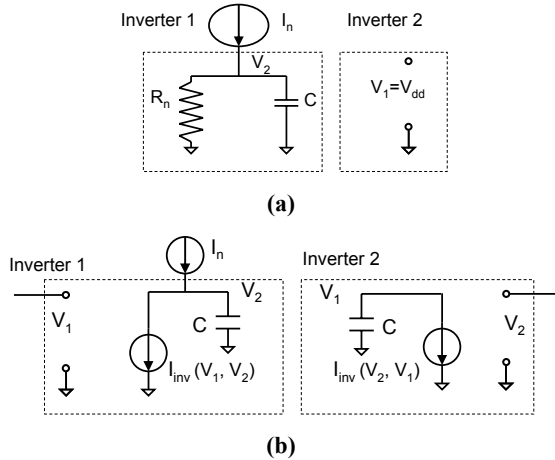 Inverter 1
I_n
V_2
Inverter 2
R_n
C
V_1=V_dd
(a)
I_n
Inverter 1
Inverter 2
V_2
V_1
V_1
C
C
V_2
I_inv (V_1, V_2)
I_inv (V_2, V_1)
(b)